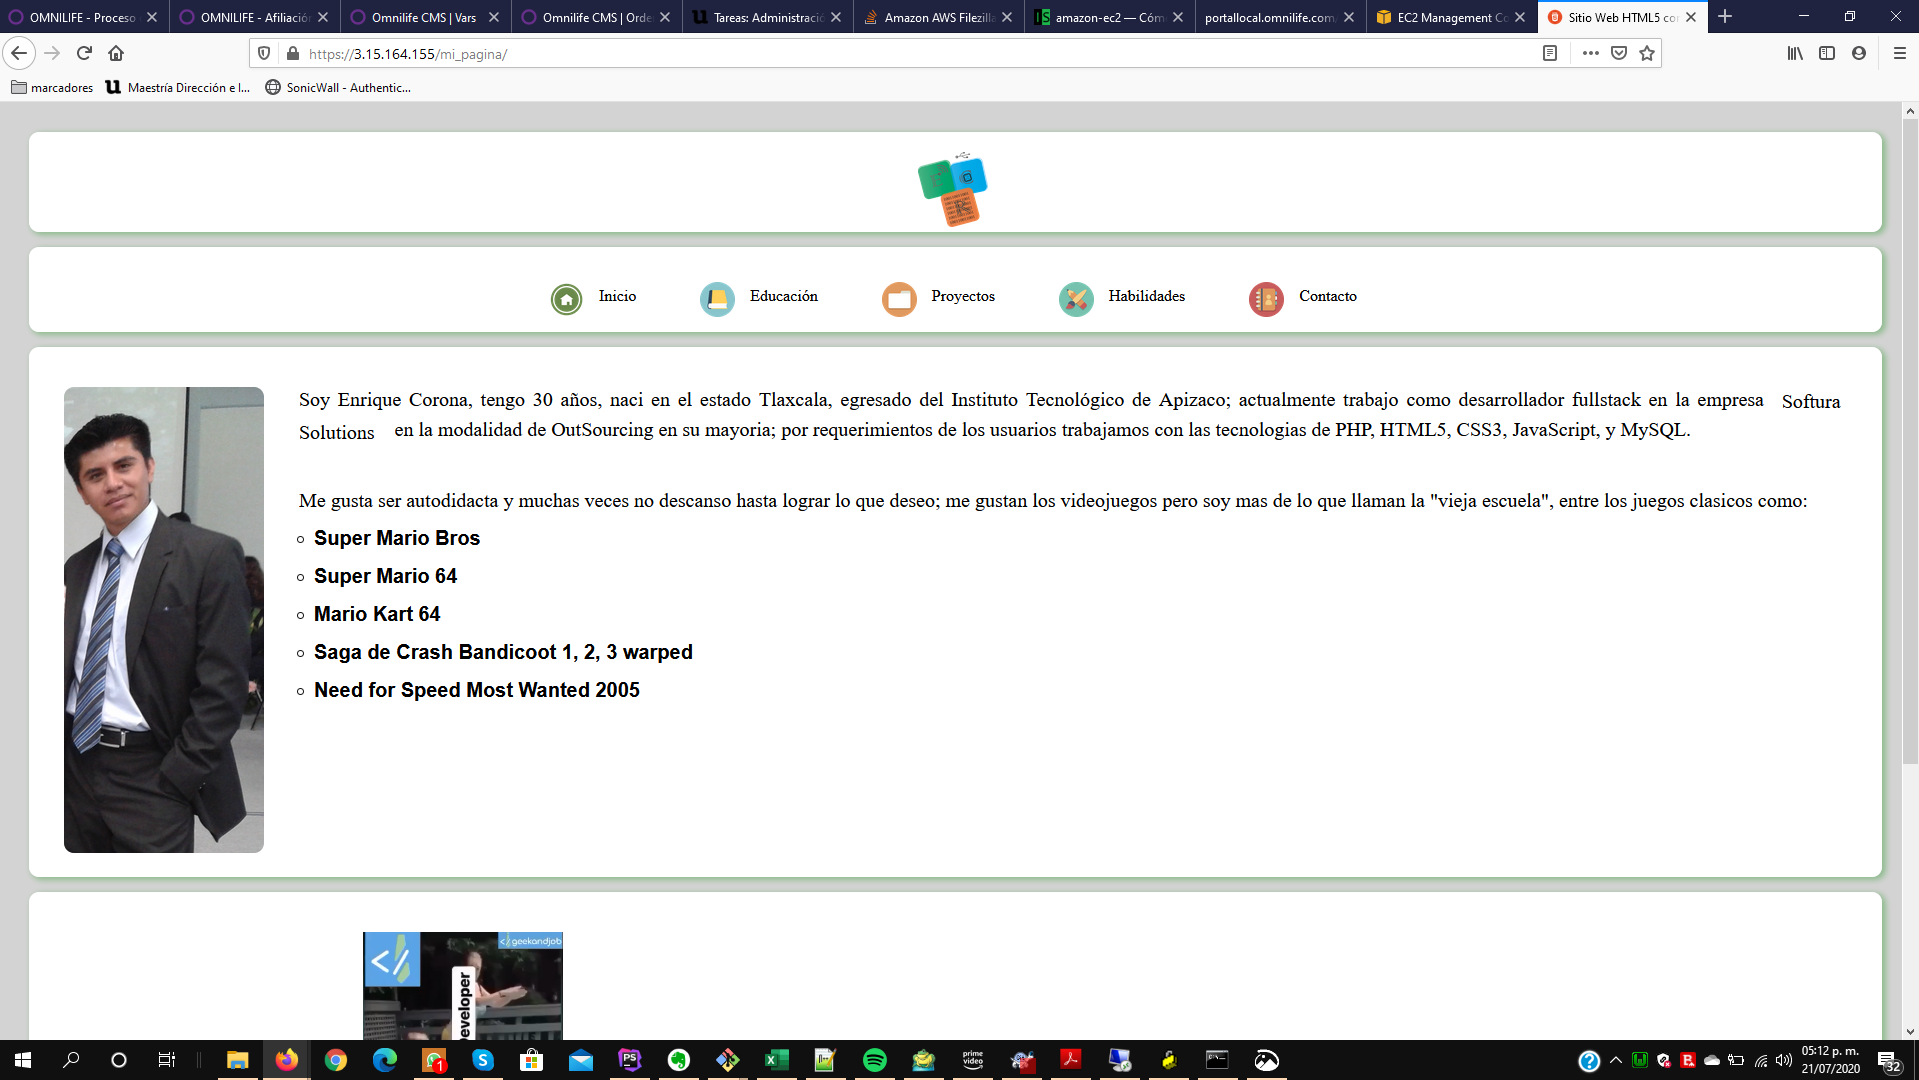 OMNILIFE - Proceso
OMNILIFE - Afiliación
Omnilife CMS | Vars
Omnilife CMS | Orde
Tareas: Administració
Amazon AWS Filezilla
amazon-ec2 — Cóm
portallocal.omnilife.com
EC2 Management Co
Sitio Web HTML5 co
https://3.15.164.155/mi_pagina/
marcadores
Maestría Dirección e I...
SonicWall - Authentic...
Inicio
Educación
Proyectos
Habilidades
Contacto
Soy Enrique Corona, tengo 30 años, naci en el estado Tlaxcala, egresado del Instituto Tecnológico de Apizaco; actualmente trabajo como desarrollador fullstack en la empresa Softura
Solutions en la modalidad de OutSourcing en su mayoria; por requerimientos de los usuarios trabajamos con las tecnologias de PHP, HTML5, CSS3, JavaScript, y MySQL.
Me gusta ser autodidacta y muchas veces no descanso hasta lograr lo que deseo; me gustan los videojuegos pero soy mas de lo que llaman la "vieja escuela", entre los juegos clasicos como:
Super Mario Bros
Super Mario 64
Mario Kart 64
Saga de Crash Bandicoot 1, 2, 3 warped
Need for Speed Most Wanted 2005
</> geekandjob
</>
Developer
prime
video
05:12 p. m.
21/07/2020
32